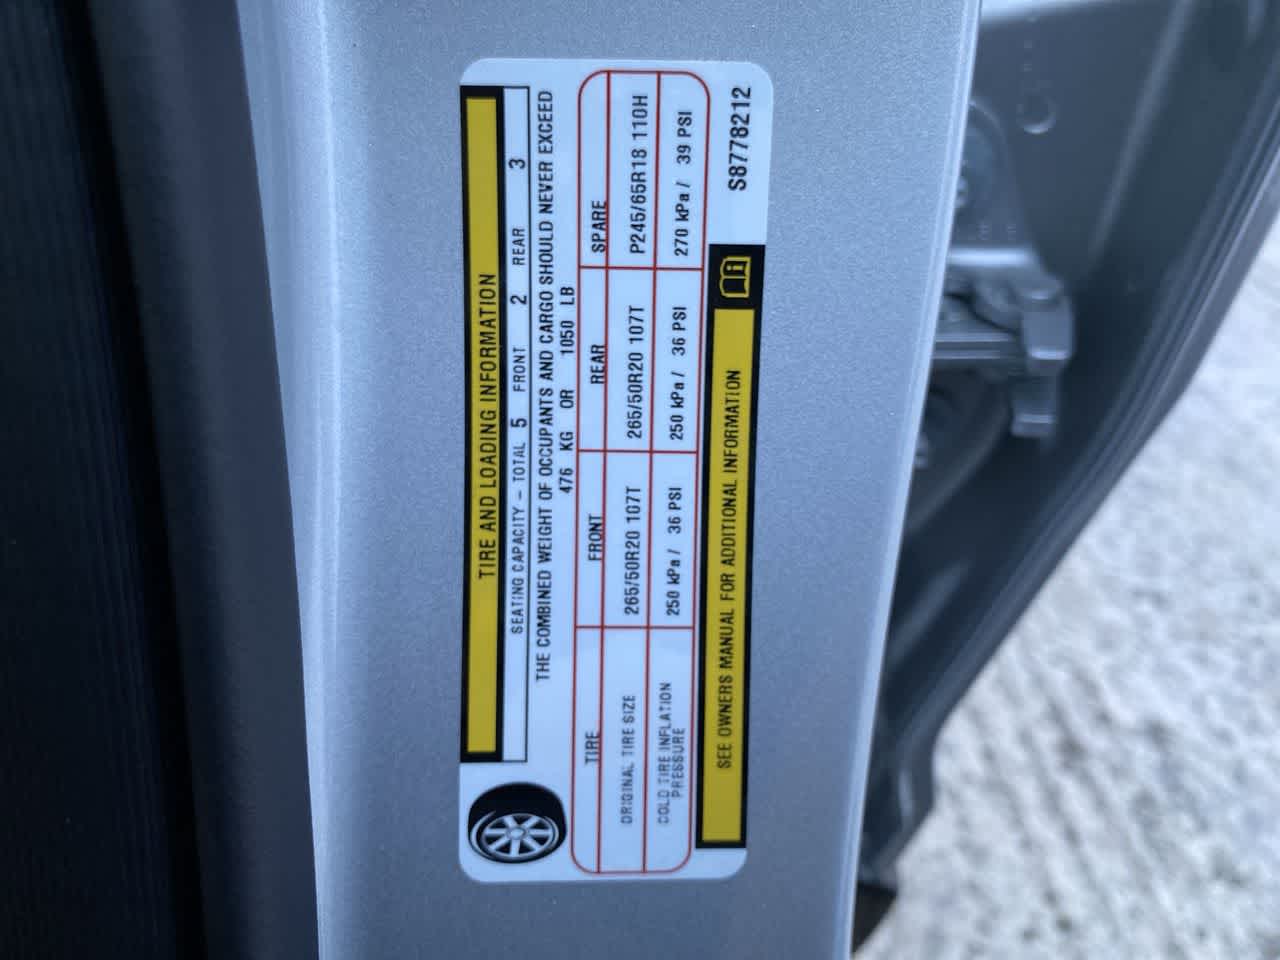 TIRE AND LOADING INFORMATION
SEATING CAPACITY – TOTAL 5 FRONT 2 REAR 3
THE COMBINED WEIGHT OF OCCUPANTS AND CARGO SHOULD NEVER EXCEED
476 KG OR 1050 LB
TIRE FRONT REAR SPARE
ORIGINAL TIRE SIZE 265/50R20 107T 265/50R20 107T P245/65R18 110H
COLD TIRE INFLATION PRESSURE 250 kPa / 36 PSI 250 kPa / 36 PSI 270 kPa / 39 PSI
SEE OWNERS MANUAL FOR ADDITIONAL INFORMATION
S8778212